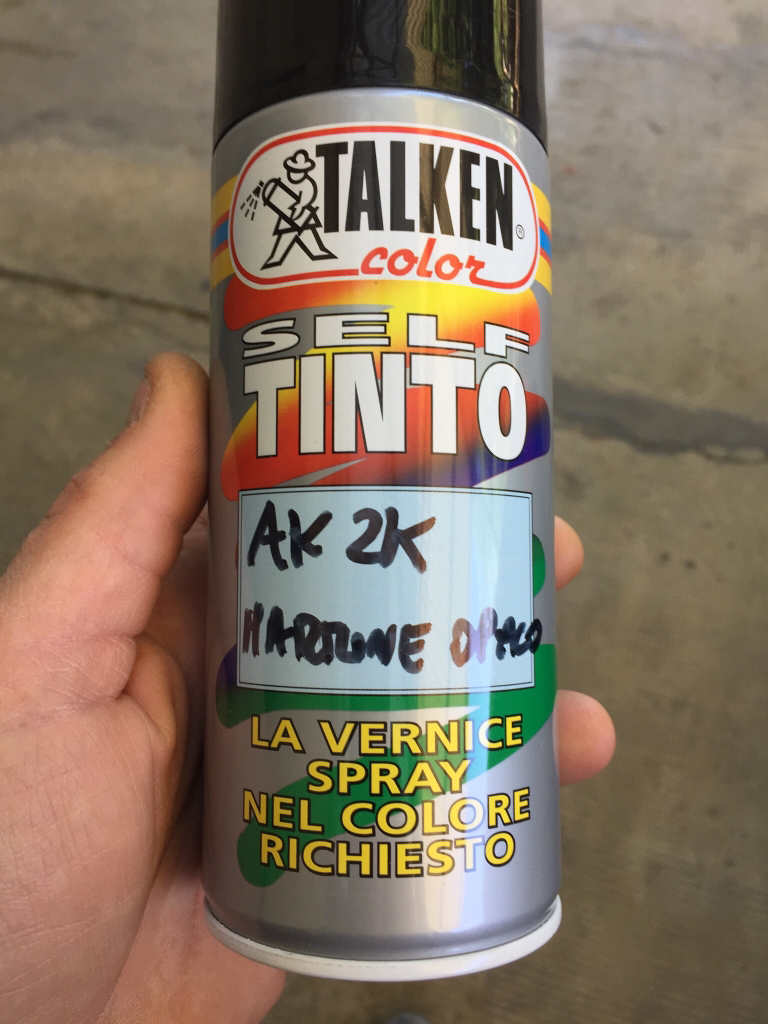 TALKEN®
color
SELF
TINTO
AK 2K
MARRONE OPACO
LA VERNICE
SPRAY
NEL COLORE
RICHIESTO